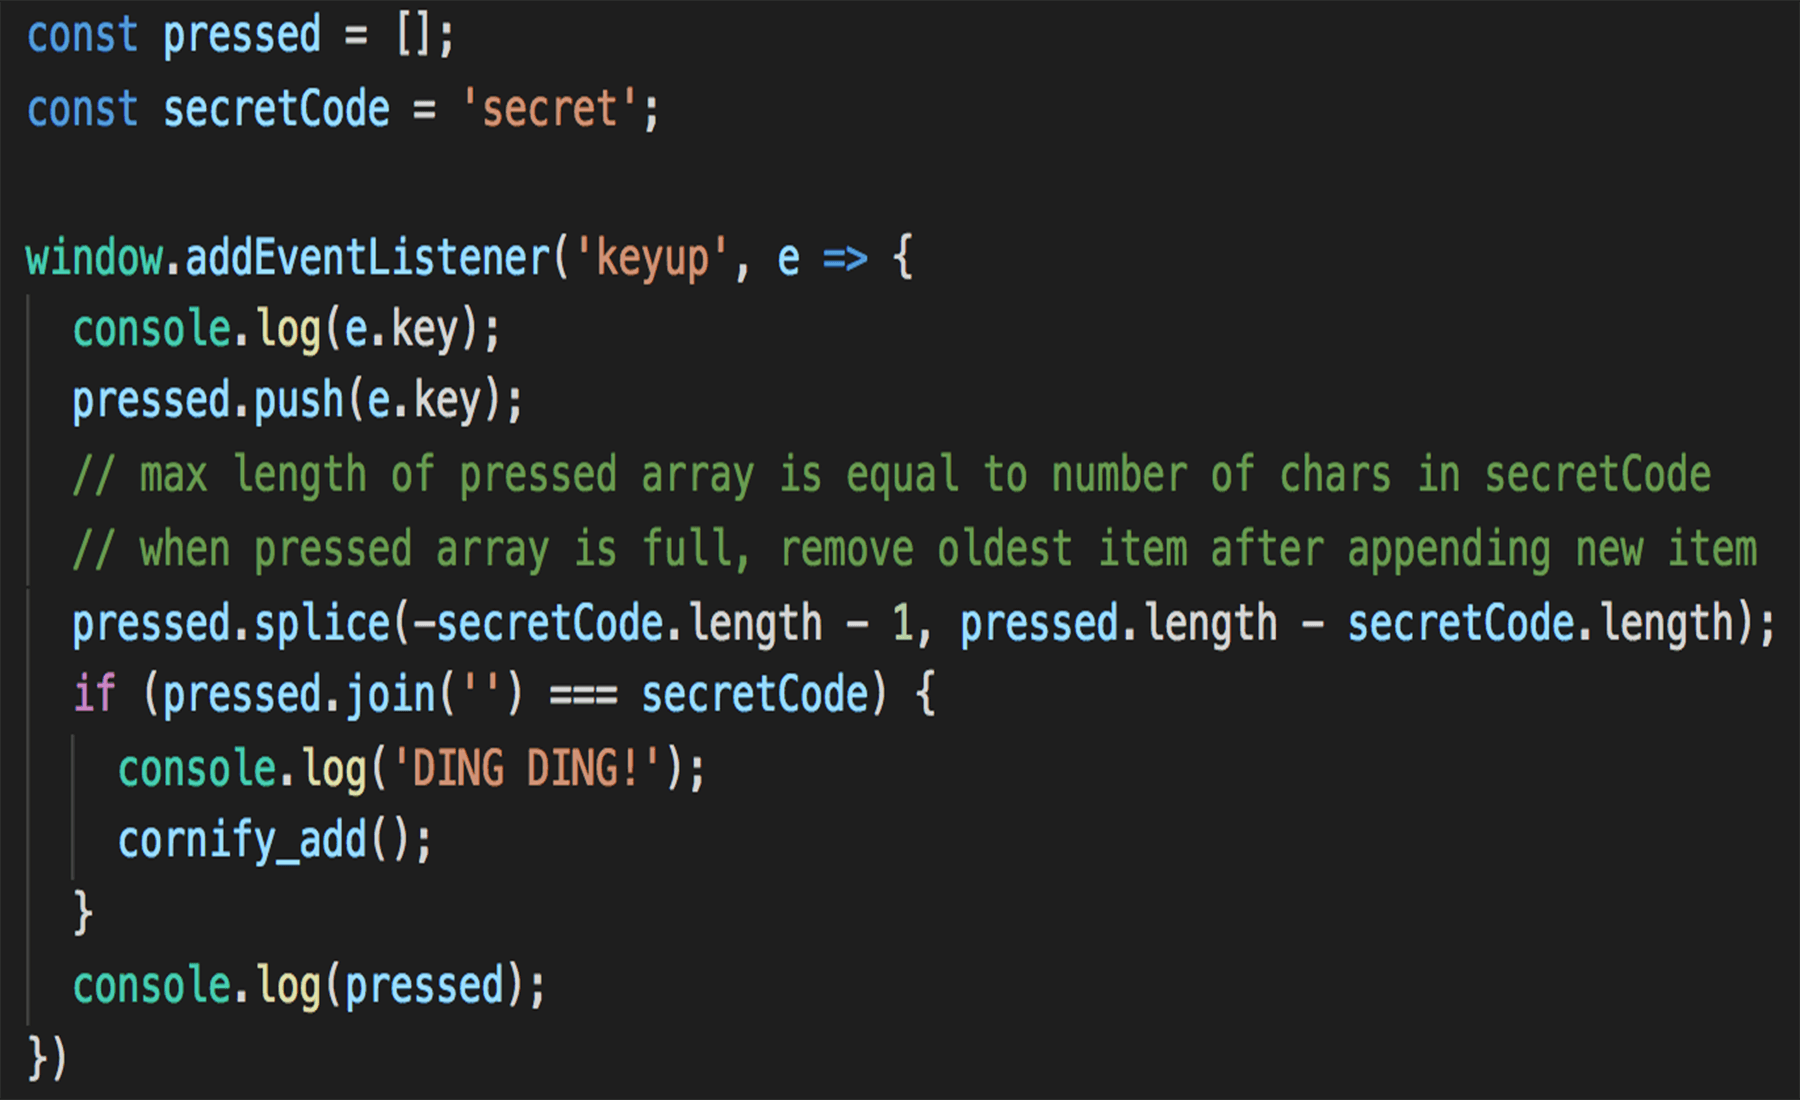 const pressed = [];
const secretCode = 'secret';
window.addEventListener('keyup', e => {
console.log(e.key);
pressed.push(e.key);
// max length of pressed array is equal to number of chars in secretCode
// when pressed array is full, remove oldest item after appending new item
pressed.splice(-secretCode.length - 1, pressed.length - secretCode.length);
if (pressed.join('') === secretCode) {
console.log('DING DING!');
cornify_add();
}
console.log(pressed);
})